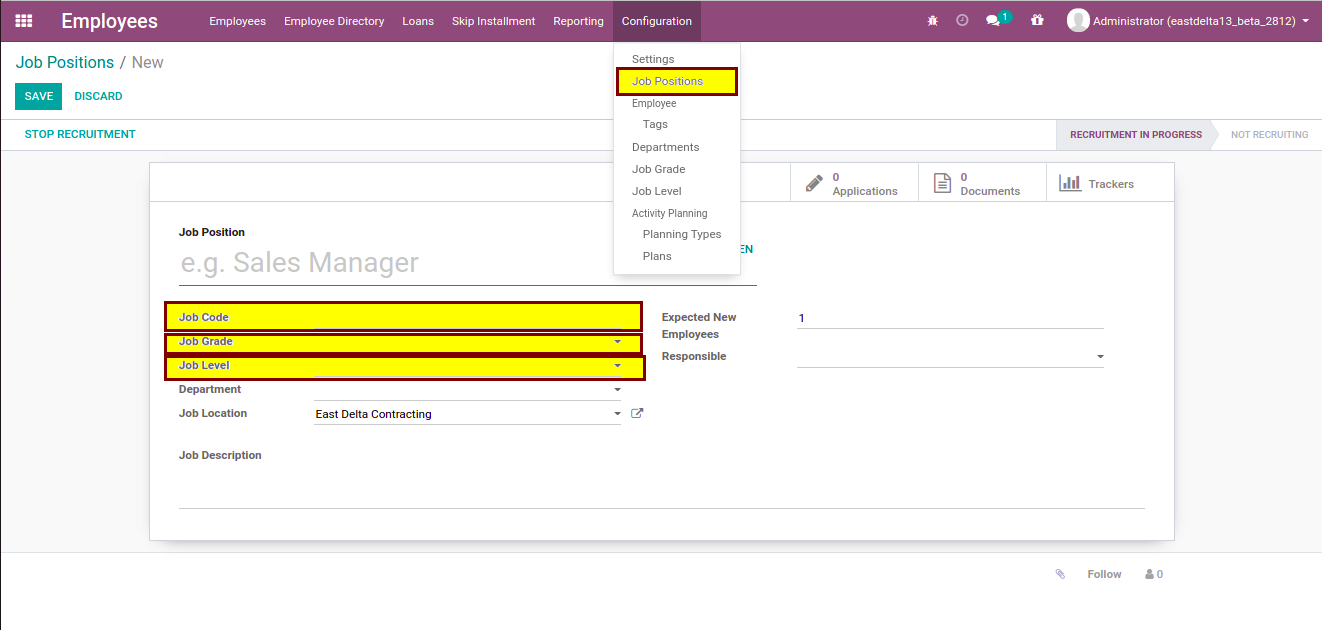 Employees Employees Employee Directory Loans Skip Installment Reporting Configuration 1 Administrator (eastdelta13_beta_2812)
Job Positions / New
Settings
Job Positions
Employee
Tags
Departments
Job Grade
Job Level
Activity Planning
Planning Types
Plans
SAVE DISCARD
STOP RECRUITMENT RECRUITMENT IN PROGRESS NOT RECRUITING
0 Applications
0 Documents
Trackers
Job Position
e.g. Sales Manager EN
Job Code
Job Grade
Job Level
Department
Job Location East Delta Contracting
Expected New
Employees 1
Responsible
Job Description
Follow 0